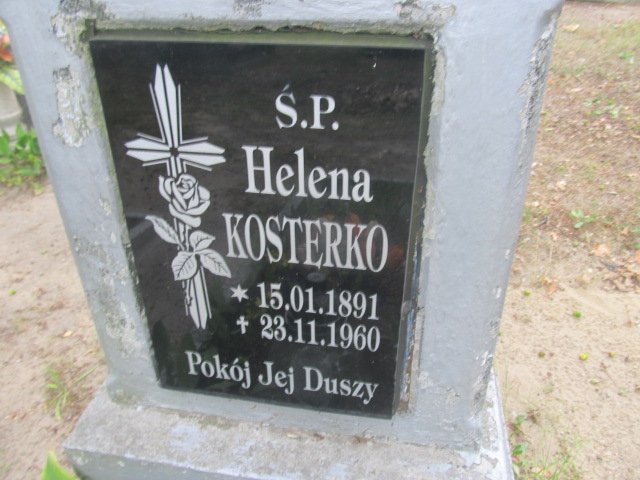 Ś.P.
Helena
KOSTERKO
* 15.01.1891
✝ 23.11.1960
Pokój Jej Duszy